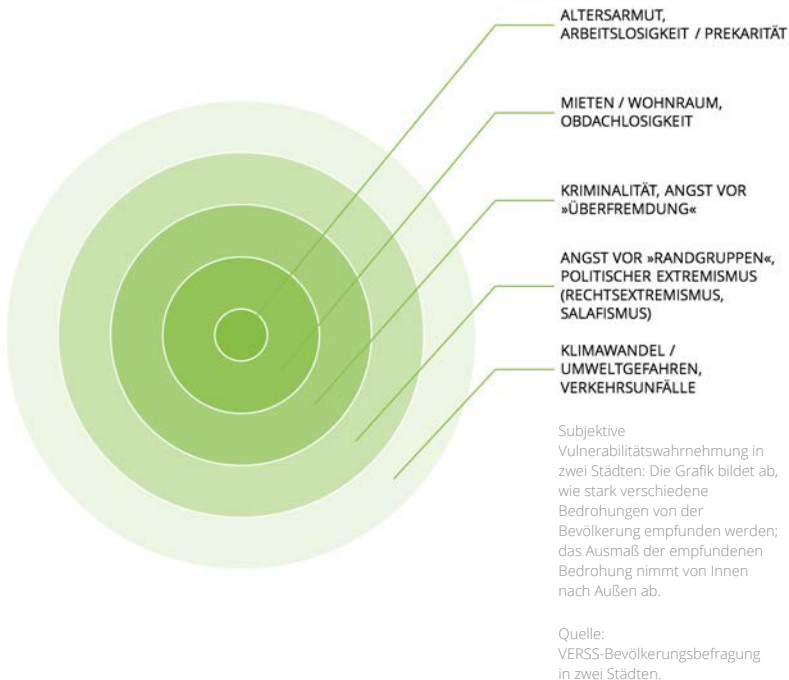 ALTERSARMUT,
ARBEITSLOSIGKEIT / PREKARITÄT
MIETEN / WOHNRAUM,
OBDACHLOSIGKEIT
KRIMINALITÄT, ANGST VOR
»ÜBERFREMDUNG«
ANGST VOR »RANDGRUPPEN«,
POLITISCHER EXTREMISMUS
(RECHTSEXTREMISMUS,
SALAFISMUS)
KLIMAWANDEL /
UMWELTGEFAHREN,
VERKEHRSUNFÄLLE
Subjektive
Vulnerabilitätswahrnehmung in
zwei Städten: Die Grafik bildet ab,
wie stark verschiedene
Bedrohungen von der
Bevölkerung empfunden werden;
das Ausmaß der empfundenen
Bedrohung nimmt von Innen
nach Außen ab.
Quelle:
VERSS-Bevölkerungsbefragung
in zwei Städten.